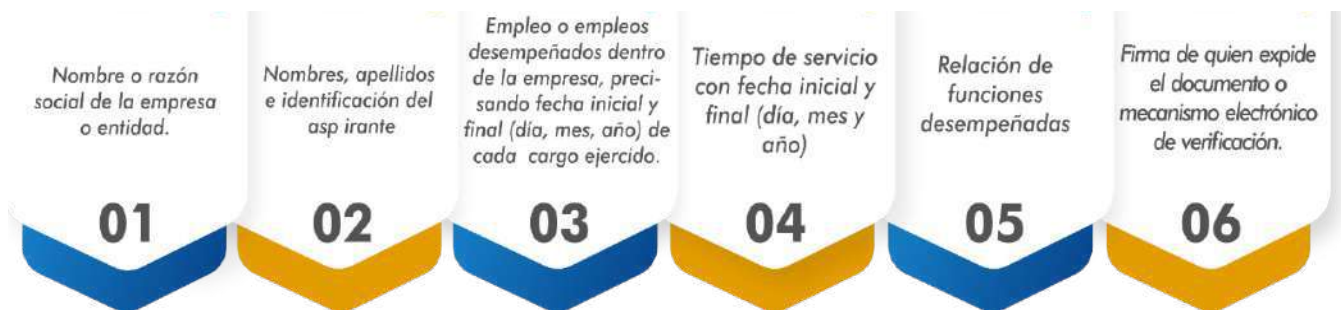 Nombre o razón
social de la empresa
o entidad.
01
Nombres, apellidos
e identificación del
asp irante
02
Empleo o empleos
desempeñados dentro
de la empresa, preci-
sando fecha inicial y
final (día, mes, año) de
cada cargo ejercido.
03
Tiempo de servicio
con fecha inicial y
final (día, mes y
año)
04
Relación de
funciones
desempeñadas
05
Firma de quien expide
el documento o
mecanismo electrónico
de verificación.
06